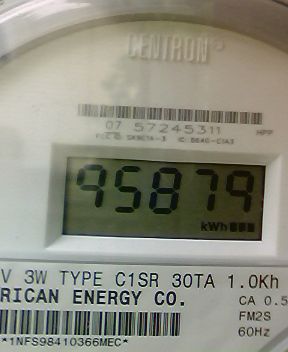 CENTRON®
07 57245311
HPP
95879
kWh
V 3W TYPE C1SR 30TA 1.0Kh
RICAN ENERGY CO.
CA 0.5
FM2S
60Hz
*1NFS98410366MEC*